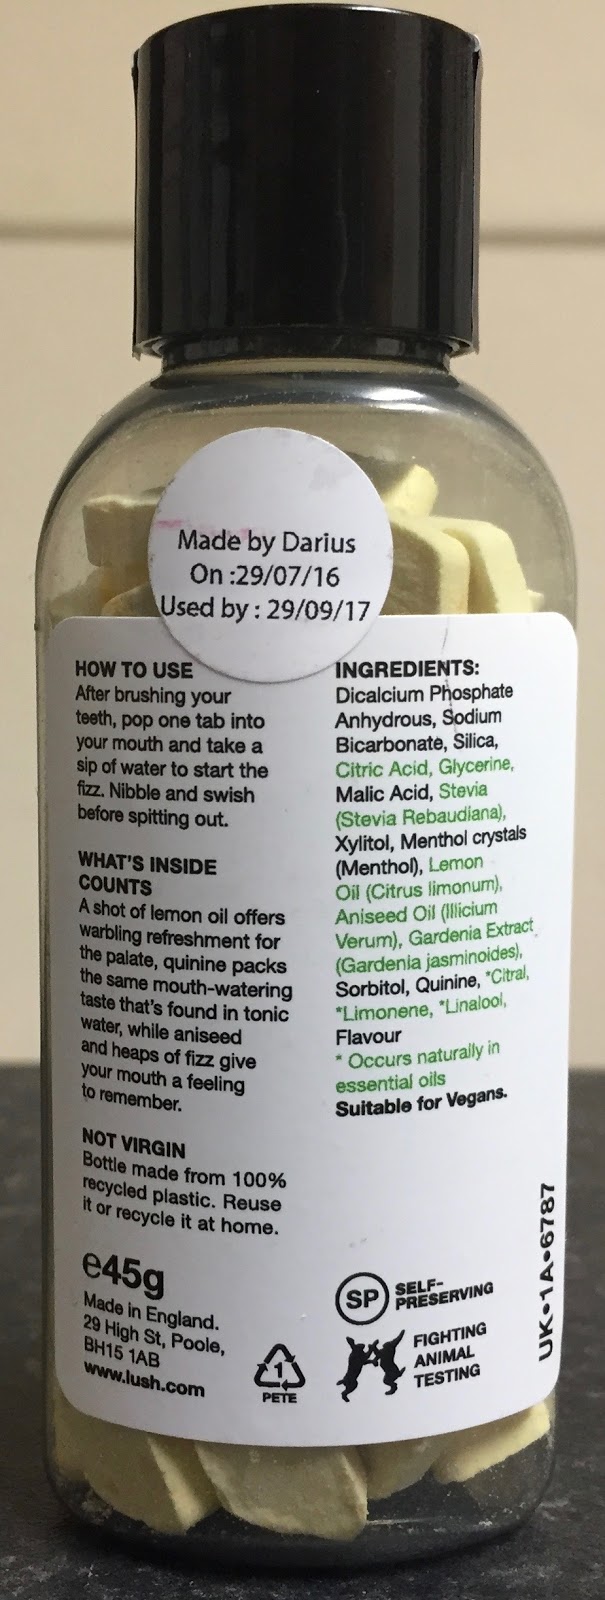 Made by Darius
On :29/07/16
Used by : 29/09/17
HOW TO USE
After brushing your
teeth, pop one tab into
your mouth and take a
sip of water to start the
fizz. Nibble and swish
before spitting out.
WHAT'S INSIDE
COUNTS
A shot of lemon oil offers
warbling refreshment for
the palate, quinine packs
the same mouth-watering
taste that's found in tonic
water, while aniseed
and heaps of fizz give
your mouth a feeling
to remember.
NOT VIRGIN
Bottle made from 100%
recycled plastic. Reuse
it or recycle it at home.
e45g
Made in England.
29 High St, Poole,
BH15 1AB
www.lush.com
1
PETE
INGREDIENTS:
Dicalcium Phosphate
Anhydrous, Sodium
Bicarbonate, Silica,
Citric Acid, Glycerine,
Malic Acid, Stevia
(Stevia Rebaudiana),
Xylitol, Menthol crystals
(Menthol), Lemon
Oil (Citrus limonum),
Aniseed Oil (Illicium
Verum), Gardenia Extract
(Gardenia jasminoides),
Sorbitol, Quinine, *Citral,
*Limonene, *Linalool,
Flavour
* Occurs naturally in
essential oils
Suitable for Vegans.
SP
SELF-
PRESERVING
FIGHTING
ANIMAL
TESTING
UK•1A•6787